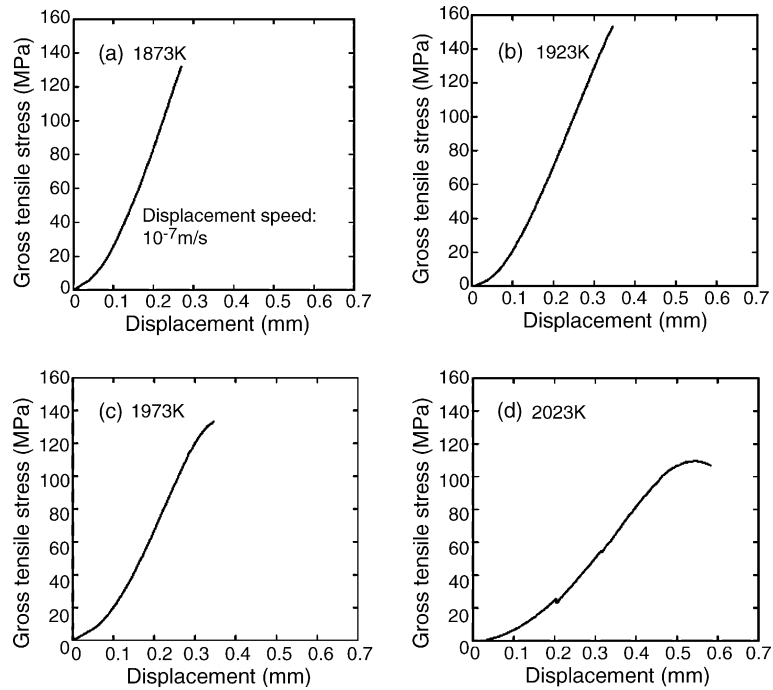 160
140
120
100
80
60
40
20
0
Gross tensile stress (MPa)
(a) 1873K
Displacement speed:
10-7m/s
0 0.1 0.2 0.3 0.4 0.5 0.6 0.7
Displacement (mm)
160
140
120
100
80
60
40
20
0
Gross tensile stress (MPa)
(b) 1923K
0 0.1 0.2 0.3 0.4 0.5 0.6 0.7
Displacement (mm)
160
140
120
100
80
60
40
20
0
Gross tensile stress (MPa)
(c) 1973K
0 0.1 0.2 0.3 0.4 0.5 0.6 0.7
Displacement (mm)
160
140
120
100
80
60
40
20
0
Gross tensile stress (MPa)
(d) 2023K
0 0.1 0.2 0.3 0.4 0.5 0.6 0.7
Displacement (mm)